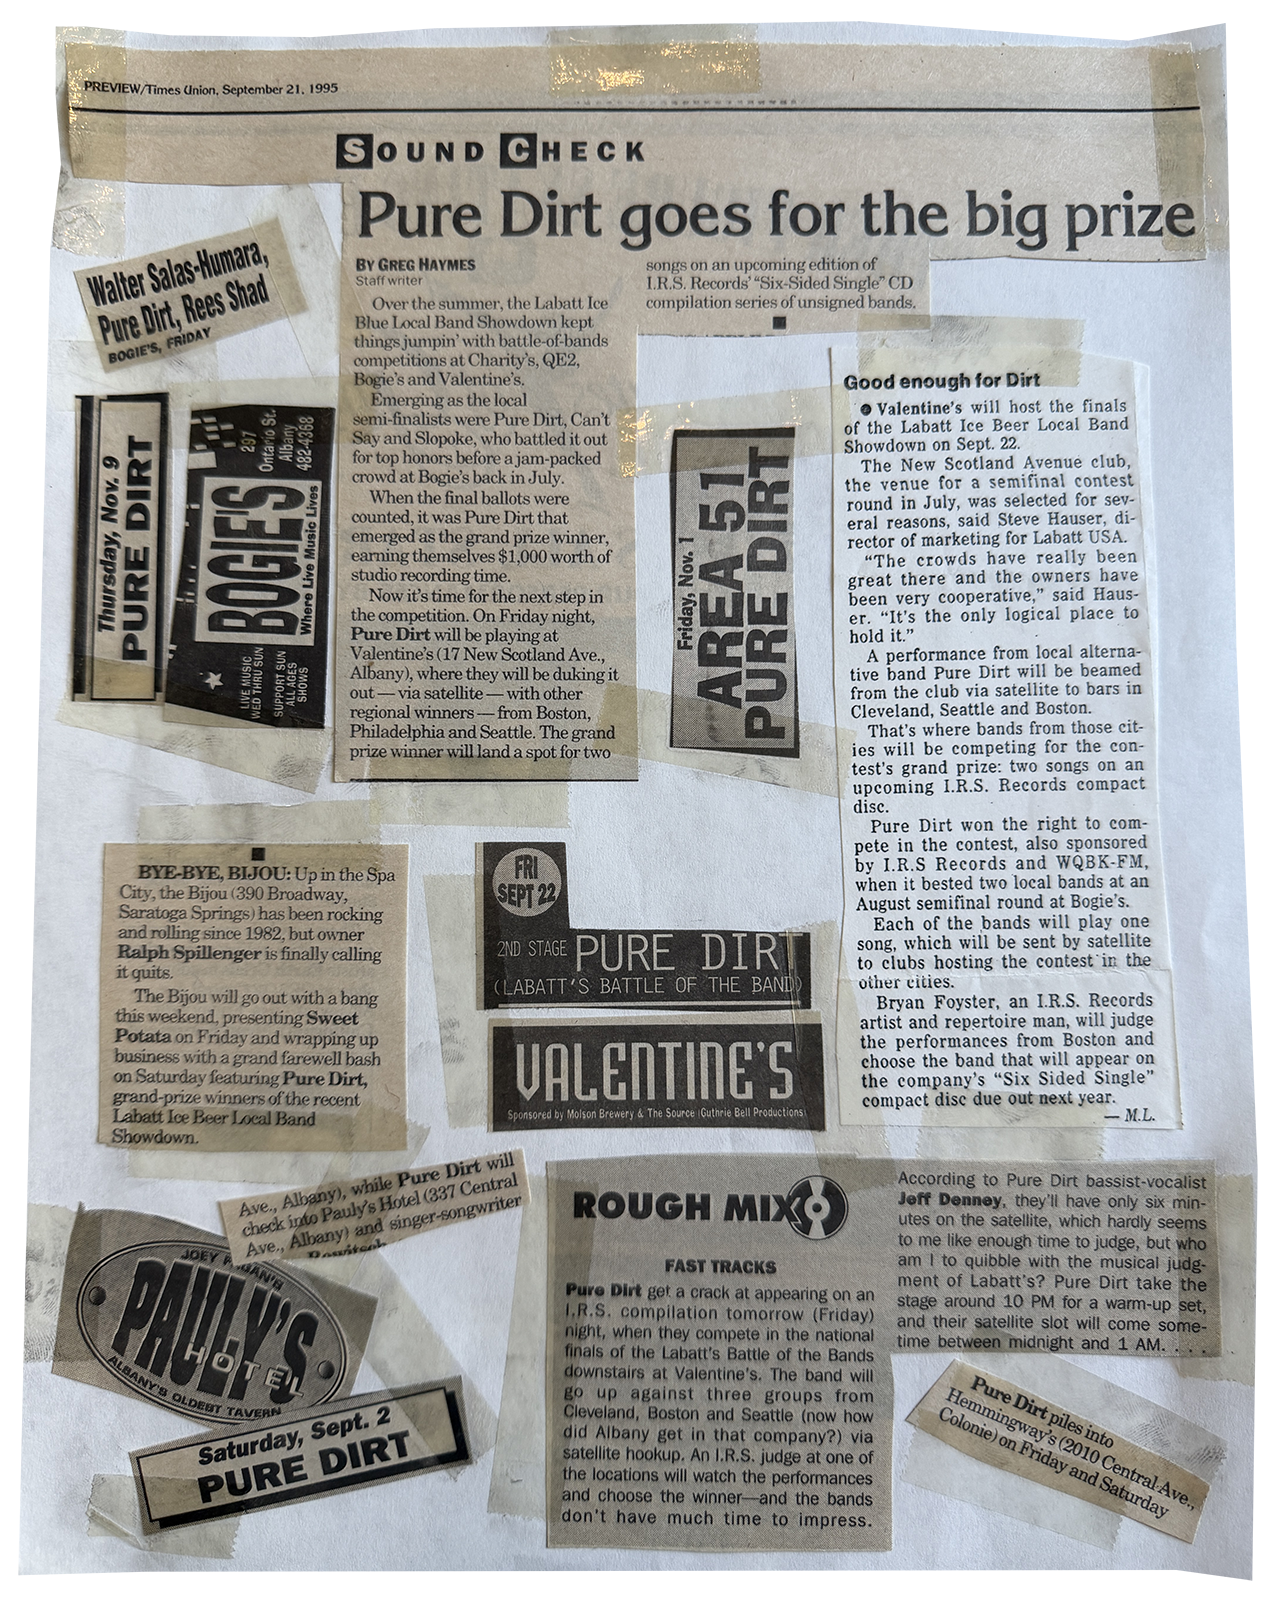 PREVIEW/Times Union, September 21, 1995
SOUND CHECK
Pure Dirt goes for the big prize
BY GREG HAYMES
Staff writer
Over the summer, the Labatt Ice
Blue Local Band Showdown kept
things jumpin' with battle-of-bands
competitions at Charity's, QE2,
Bogie's and Valentine's.
Emerging as the local
semi-finalists were Pure Dirt, Can't
Say and Slopoke, who battled it out
for top honors before a jam-packed
crowd at Bogie's back in July.
When the final ballots were
counted, it was Pure Dirt that
emerged as the grand prize winner,
earning themselves $1,000 worth of
studio recording time.
Now it's time for the next step in
the competition. On Friday night,
Pure Dirt will be playing at
Valentine's (17 New Scotland Ave.,
Albany), where they will be duking it
out — via satellite — with other
regional winners — from Boston,
Philadelphia and Seattle. The grand
prize winner will land a spot for two
songs on an upcoming edition of
I.R.S. Records' "Six-Sided Single" CD
compilation series of unsigned bands.
Walter Salas-Humara,
Pure Dirt, Rees Shad
BOGIE'S, FRIDAY
Thursday, Nov. 9
PURE DIRT
297
Ontario St.
Albany
482-4368
BOGIE'S
Where Live Music Lives
LIVE MUSIC
WED THRU SUN
SUPPORT SUN
ALL AGES
SHOWS
Friday, Nov. 1
AREA 51
PURE DIRT
Good enough for Dirt
● Valentine's will host the finals
of the Labatt Ice Beer Local Band
Showdown on Sept. 22.
The New Scotland Avenue club,
the venue for a semifinal contest
round in July, was selected for sev-
eral reasons, said Steve Hauser, di-
rector of marketing for Labatt USA.
"The crowds have really been
great there and the owners have
been very cooperative," said Haus-
er. "It's the only logical place to
hold it."
A performance from local alterna-
tive band Pure Dirt will be beamed
from the club via satellite to bars in
Cleveland, Seattle and Boston.
That's where bands from those cit-
ies will be competing for the con-
test's grand prize: two songs on an
upcoming I.R.S. Records compact
disc.
Pure Dirt won the right to com-
pete in the contest, also sponsored
by I.R.S Records and WQBK-FM,
when it bested two local bands at an
August semifinal round at Bogie's.
Each of the bands will play one
song, which will be sent by satellite
to clubs hosting the contest in the
other cities.
Bryan Foyster, an I.R.S. Records
artist and repertoire man, will judge
the performances from Boston and
choose the band that will appear on
the company's "Six Sided Single"
compact disc due out next year.
— M.L.
BYE-BYE, BIJOU: Up in the Spa
City, the Bijou (390 Broadway,
Saratoga Springs) has been rocking
and rolling since 1982, but owner
Ralph Spillenger is finally calling
it quits.
The Bijou will go out with a bang
this weekend, presenting Sweet
Potata on Friday and wrapping up
business with a grand farewell bash
on Saturday featuring Pure Dirt,
grand-prize winners of the recent
Labatt Ice Beer Local Band
Showdown.
FRI
SEPT 22
2ND STAGE PURE DIRT
(LABATT'S BATTLE OF THE BAND)
VALENTINE'S
Sponsored by Molson Brewery & The Source (Guthrie Bell Productions)
Ave., Albany), while Pure Dirt will
check into Pauly's Hotel (337 Central
Ave., Albany) and singer-songwriter
PAULY'S
HOTEL
ALBANY'S OLDEST TAVERN
Saturday, Sept. 2
PURE DIRT
ROUGH MIX
FAST TRACKS
Pure Dirt get a crack at appearing on an
I.R.S. compilation tomorrow (Friday)
night, when they compete in the national
finals of the Labatt's Battle of the Bands
downstairs at Valentine's. The band will
go up against three groups from
Cleveland, Boston and Seattle (now how
did Albany get in that company?) via
satellite hookup. An I.R.S. judge at one of
the locations will watch the performances
and choose the winner—and the bands
don't have much time to impress.
According to Pure Dirt bassist-vocalist
Jeff Denney, they'll have only six min-
utes on the satellite, which hardly seems
to me like enough time to judge, but who
am I to quibble with the musical judg-
ment of Labatt's? Pure Dirt take the
stage around 10 PM for a warm-up set,
and their satellite slot will come some-
time between midnight and 1 AM. . . .
Pure Dirt piles into
Hemmingway's (2010 Central Ave.,
Colonie) on Friday and Saturday